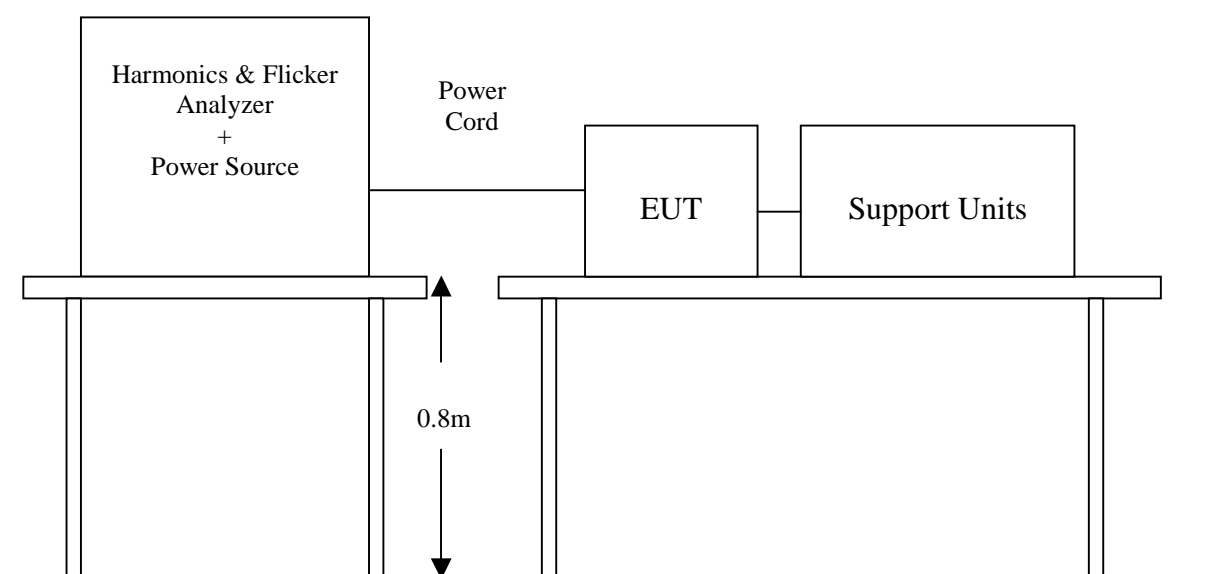 Harmonics & Flicker
Analyzer
+
Power Source
Power
Cord
EUT
Support Units
0.8m